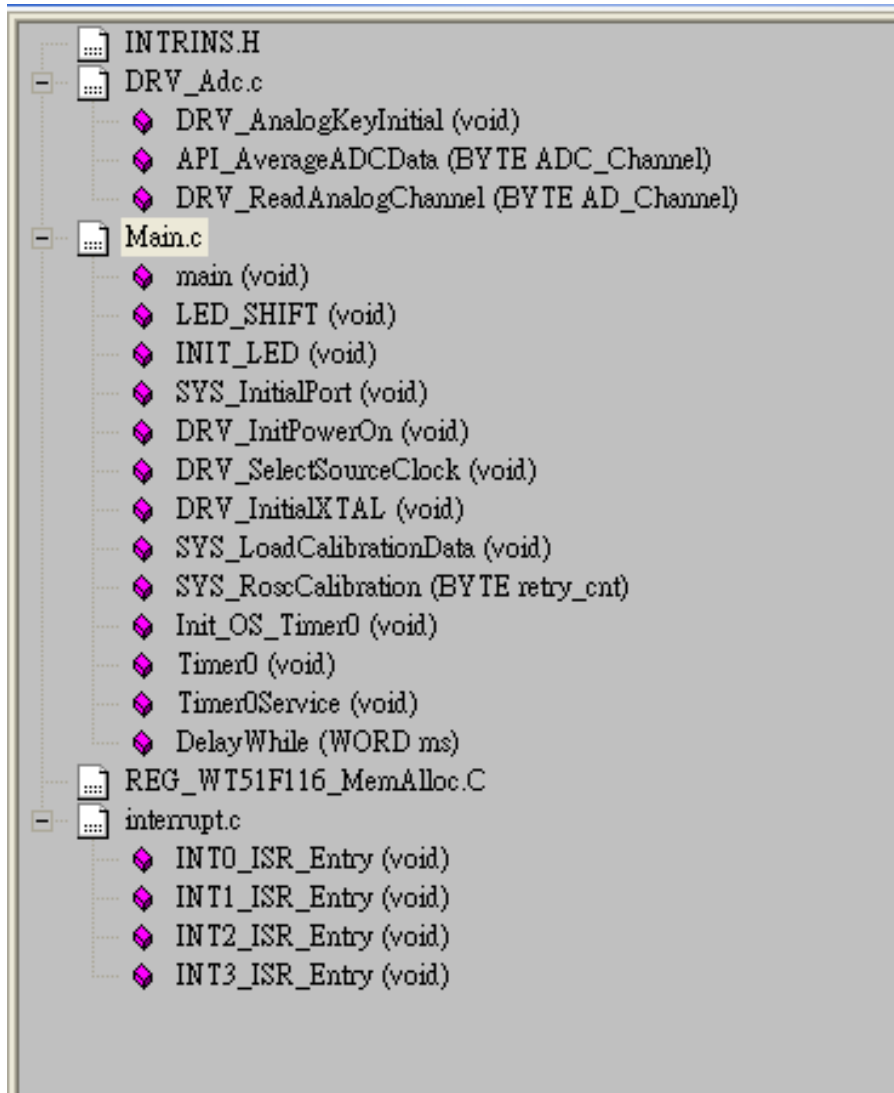 INTRINS.H
DRV_Adc.c
DRV_AnalogKeyInitial (void)
API_AverageADCData (BYTE ADC_Channel)
DRV_ReadAnalogChannel (BYTE AD_Channel)
Main.c
main (void)
LED_SHIFT (void)
INIT_LED (void)
SYS_InitialPort (void)
DRV_InitPowerOn (void)
DRV_SelectSourceClock (void)
DRV_InitialXTAL (void)
SYS_LoadCalibrationData (void)
SYS_RoscCalibration (BYTE retry_cnt)
Init_OS_Timer0 (void)
Timer0 (void)
Timer0Service (void)
DelayWhile (WORD ms)
REG_WT51F116_MemAlloc.C
interrupt.c
INT0_ISR_Entry (void)
INT1_ISR_Entry (void)
INT2_ISR_Entry (void)
INT3_ISR_Entry (void)